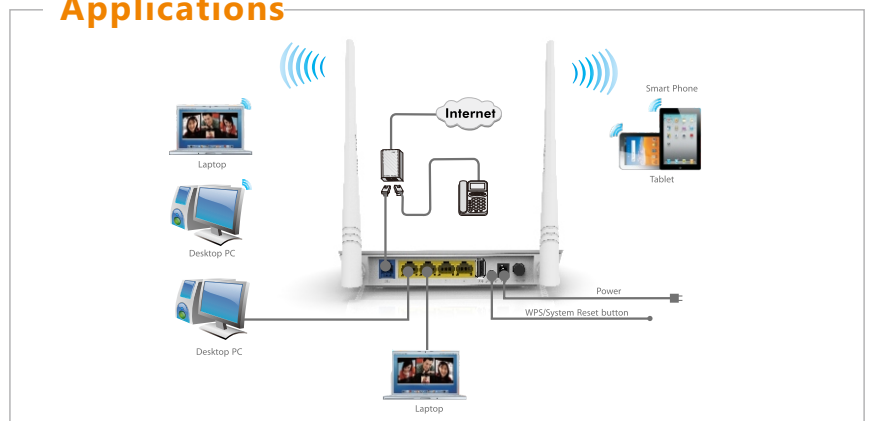 Applications
Internet
Smart Phone
Laptop
Tablet
Desktop PC
Power
WPS/System Reset button
Desktop PC
Laptop